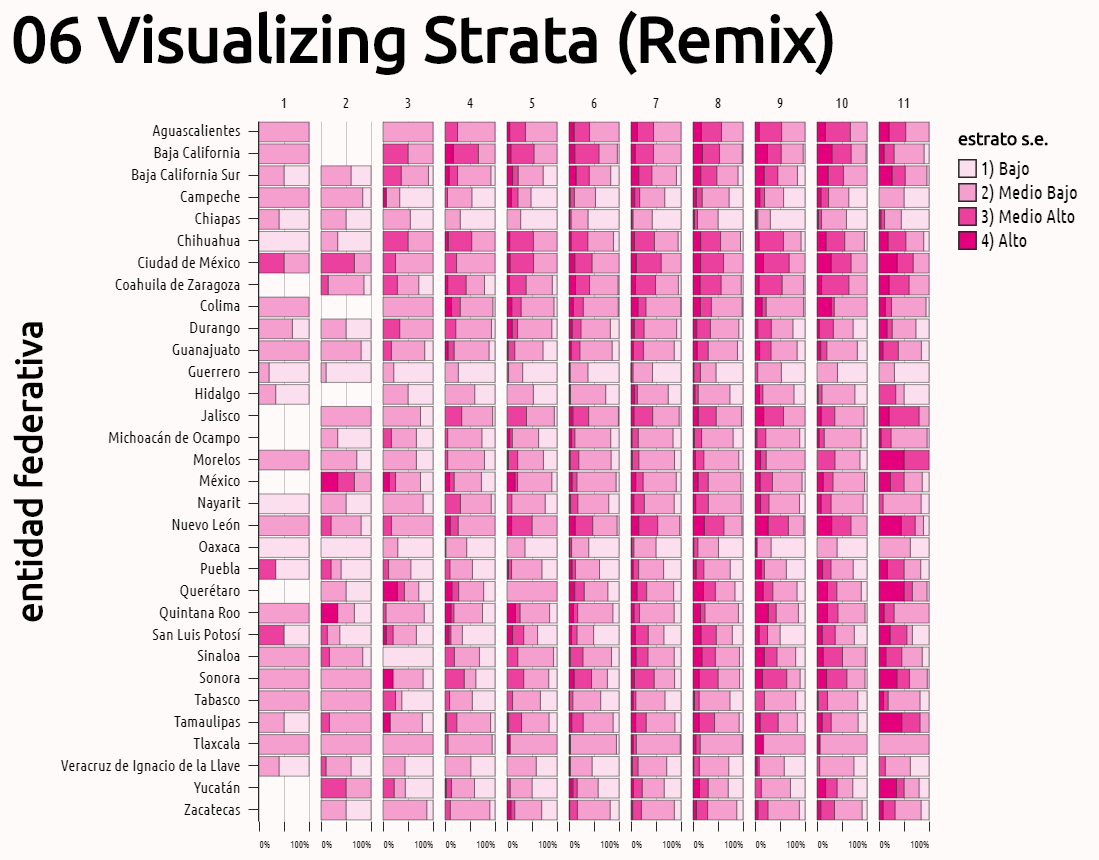 06 Visualizing Strata (Remix)
1 2 3 4 5 6 7 8 9 10 11
entidad federativa
Aguascalientes
Baja California
Baja California Sur
Campeche
Chiapas
Chihuahua
Ciudad de México
Coahuila de Zaragoza
Colima
Durango
Guanajuato
Guerrero
Hidalgo
Jalisco
Michoacán de Ocampo
Morelos
México
Nayarit
Nuevo León
Oaxaca
Puebla
Querétaro
Quintana Roo
San Luis Potosí
Sinaloa
Sonora
Tabasco
Tamaulipas
Tlaxcala
Veracruz de Ignacio de la Llave
Yucatán
Zacatecas
0% 100% 0% 100% 0% 100% 0% 100% 0% 100% 0% 100% 0% 100% 0% 100% 0% 100% 0% 100% 0% 100%
estrato s.e.
1) Bajo
2) Medio Bajo
3) Medio Alto
4) Alto